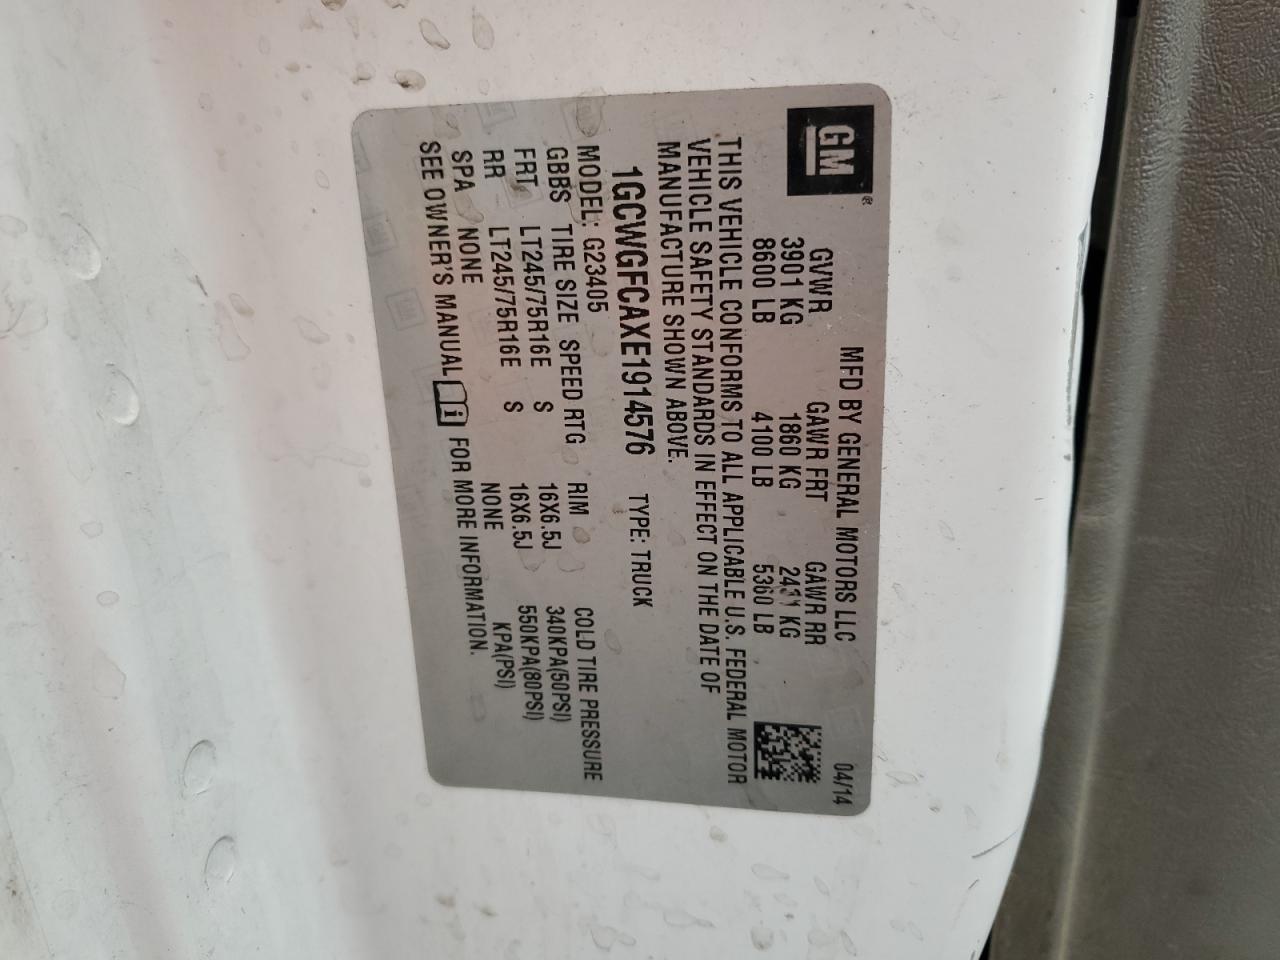 GM®
MFD BY GENERAL MOTORS LLC 04/14
GVWR GAWR FRT GAWR RR
3901 KG 1860 KG 2431 KG
8600 LB 4100 LB 5360 LB
THIS VEHICLE CONFORMS TO ALL APPLICABLE U.S. FEDERAL MOTOR
VEHICLE SAFETY STANDARDS IN EFFECT ON THE DATE OF
MANUFACTURE SHOWN ABOVE.
1GCWGFCAXE1914576 TYPE: TRUCK
MODEL: G23405
GBBS TIRE SIZE SPEED RTG RIM COLD TIRE PRESSURE
FRT LT245/75R16E S 16X6.5J 340KPA(50PSI)
RR LT245/75R16E S 16X6.5J 550KPA(80PSI)
SPA NONE NONE KPA(PSI)
SEE OWNER'S MANUAL i FOR MORE INFORMATION.